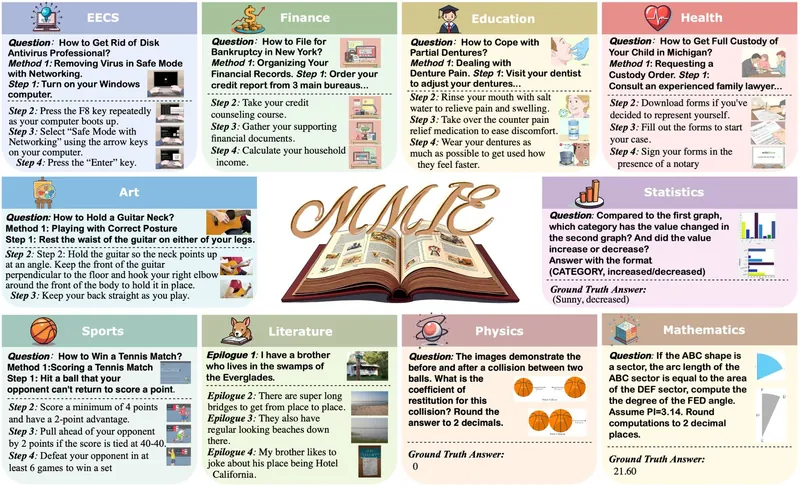 EECS
Question: How to Get Rid of Disk
Antivirus Professional?
Method 1: Removing Virus in Safe Mode
with Networking.
Step 1: Turn on your Windows
computer.
Step 2: Press the F8 key repeatedly
as your computer boots up.
Step 3: Select “Safe Mode with
Networking” using the arrow keys
on your computer.
Step 4: Press the “Enter” key.
Finance
Question: How to File for
Bankruptcy in New York?
Method 1: Organizing Your
Financial Records. Step 1: Order your
credit report from 3 main bureaus...
Step 2: Take your credit
counseling course.
Step 3: Gather your supporting
financial documents.
Step 4: Calculate your household
income.
Education
Question: How to Cope with
Partial Dentures?
Method 1: Dealing with
Denture Pain. Step 1: Visit your dentist
to adjust your dentures...
Step 2: Rinse your mouth with salt
water to relieve pain and swelling.
Step 3: Take over the counter pain
relief medication to ease discomfort.
Step 4: Wear your dentures as
much as possible to get used how
they feel faster.
Health
Question: How to Get Full Custody of
Your Child in Michigan?
Method 1: Requesting a
Custody Order. Step 1:
Consult an experienced family lawyer...
Step 2: Download forms if you've
decided to represent yourself.
Step 3: Fill out the forms to start
your case.
Step 4: Sign your forms in the
presence of a notary
Art
Question: How to Hold a Guitar Neck?
Method 1: Playing with Correct Posture
Step 1: Rest the waist of the guitar on either of your legs.
Step 2: Step 2: Hold the guitar so the neck points up
at an angle. Keep the front of the guitar
perpendicular to the floor and hook your right elbow
around the front of the body to hold it in place.
Step 3: Keep your back straight as you play.
MMIE
Statistics
Question: Compared to the first graph,
which category has the value changed
in the second graph? And did the value
increase or decrease?
Answer with the format
(CATEGORY, increased/decreased)
Ground Truth Answer:
(Sunny, decreased)
Sports
Question: How to Win a Tennis Match?
Method 1:Scoring a Tennis Match
Step 1: Hit a ball that your
opponent can't return to score a point.
Step 2: Score a minimum of 4 points
and have a 2-point advantage.
Step 3: Pull ahead of your opponent
by 2 points if the score is tied at 40-40.
Step 4: Defeat your opponent in at
least 6 games to win a set
Literature
Epilogue 1: I have a brother
who lives in the swamps of
the Everglades.
Epilogue 2: There are super long
bridges to get from place to place.
Epilogue 3: They also have
regular looking beaches down
there.
Epilogue 4: My brother likes to
joke about his place being Hotel
California.
Physics
Question: The images demonstrate the
before and after a collision between two
balls. What is the
coefficient of
restitution for this
collision? Round the
answer to 2 decimals.
Ground Truth Answer:
0
Mathematics
Question: If the ABC shape is
a sector, the arc length of the
ABC sector is equal to the area
of the DEF sector, compute the
the degree of the FED angle.
Assume PI=3.14. Round
computations to 2 decimal
places.
Ground Truth Answer:
21.60